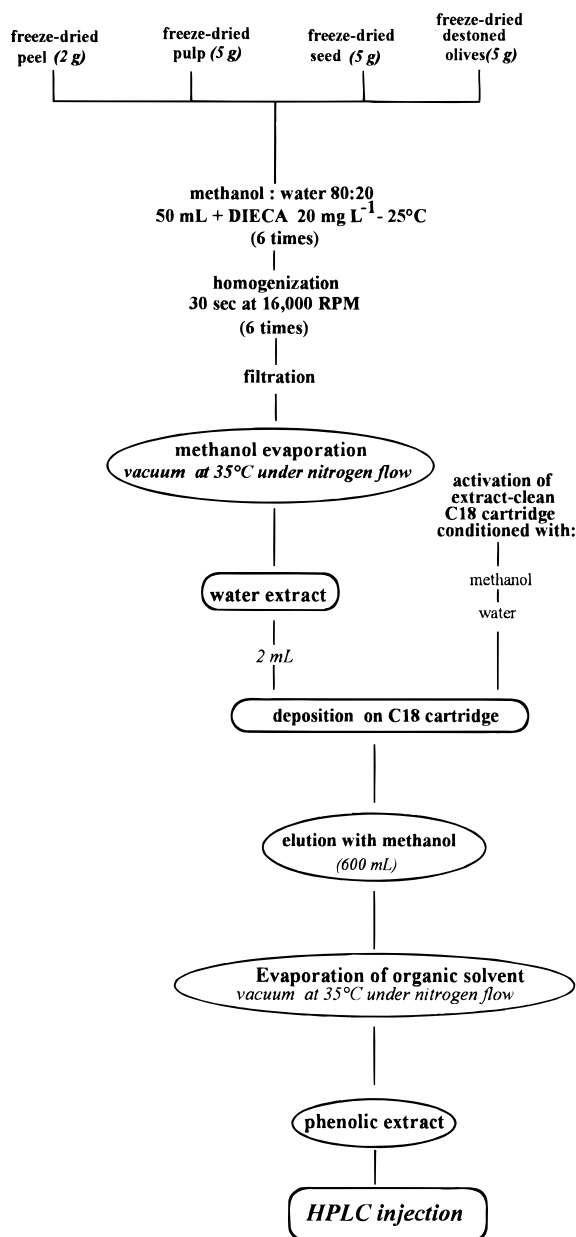 freeze-dried
peel (2 g)
freeze-dried
pulp (5 g)
freeze-dried
seed (5 g)
freeze-dried
destoned
olives(5 g)
methanol : water 80:20
50 mL + DIECA 20 mg L⁻¹ - 25°C
(6 times)
homogenization
30 sec at 16,000 RPM
(6 times)
filtration
methanol evaporation
vacuum at 35°C under nitrogen flow
activation of
extract-clean
C18 cartridge
conditioned with:
methanol
water
water extract
2 mL
deposition on C18 cartridge
elution with methanol
(600 mL)
Evaporation of organic solvent
vacuum at 35°C under nitrogen flow
phenolic extract
HPLC injection